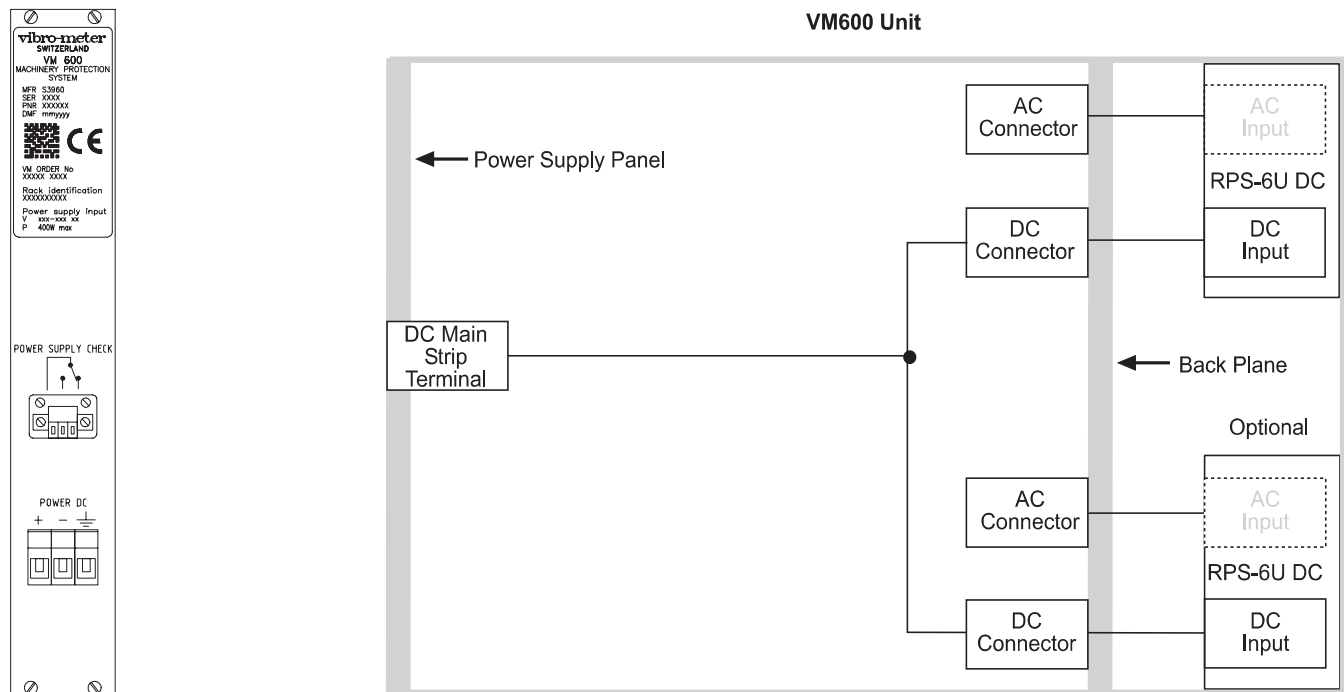 vibro-meter
SWITZERLAND
VM 600
MACHINERY PROTECTION
SYSTEM
MFR S3960
SER XXXX
PNR XXXXXX
DMF mmyyyy
CE
VM ORDER No
XXXXX XXXX
Rack identification
XXXXXXXXXX
Power supply input
V xxx-xxx xx
P 400W max
POWER SUPPLY CHECK
POWER DC
+ -
VM600 Unit
Power Supply Panel
DC Main
Strip
Terminal
AC
Connector
DC
Connector
AC
Input
RPS-6U DC
DC
Input
Back Plane
Optional
AC
Connector
DC
Connector
AC
Input
RPS-6U DC
DC
Input